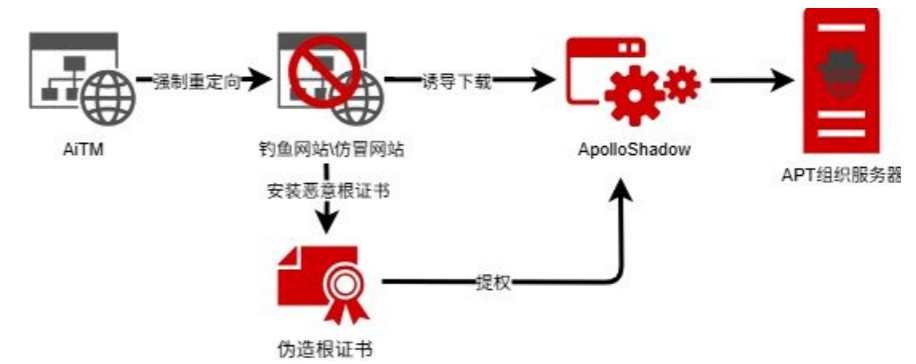 强制重定向
诱导下载
AiTM
钓鱼网站\仿冒网站
ApolloShadow
APT组织服务器
安装恶意根证书
提权
伪造根证书